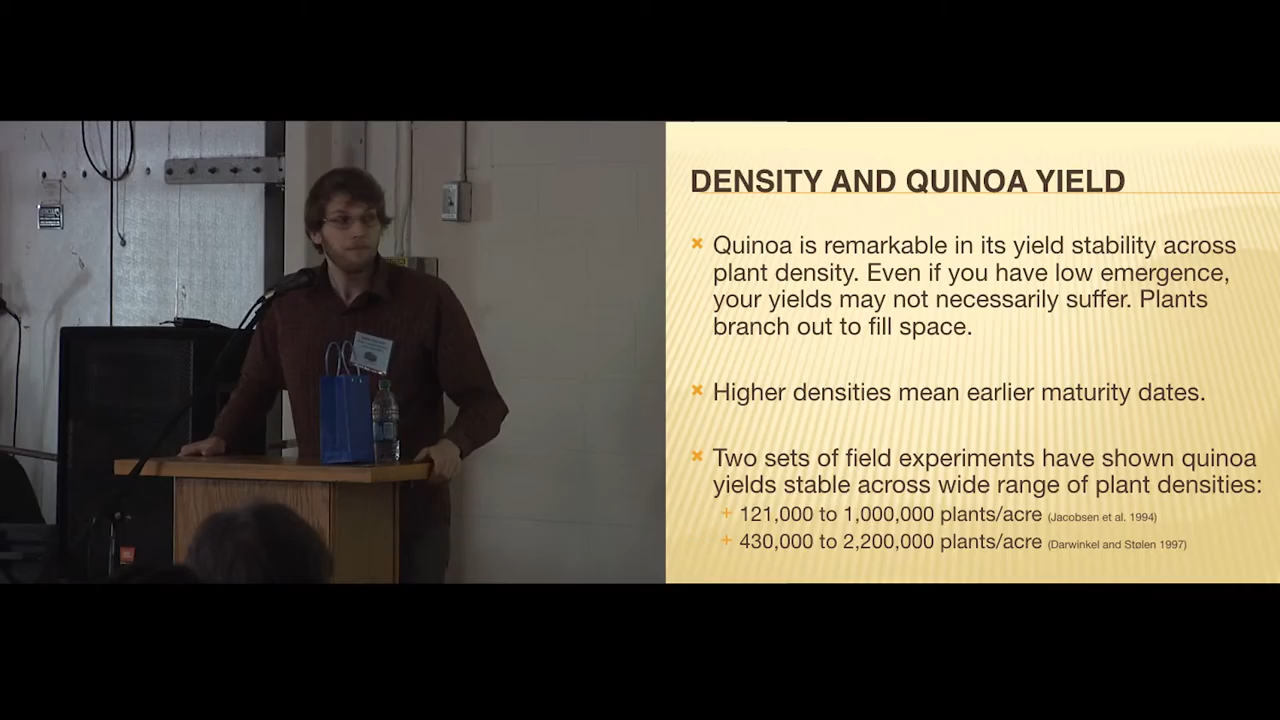 DENSITY AND QUINOA YIELD
Quinoa is remarkable in its yield stability across
plant density. Even if you have low emergence,
your yields may not necessarily suffer. Plants
branch out to fill space.
Higher densities mean earlier maturity dates.
Two sets of field experiments have shown quinoa
yields stable across wide range of plant densities:
121,000 to 1,000,000 plants/acre (Jacobsen et al. 1994)
430,000 to 2,200,000 plants/acre (Darwinkel and Stølen 1997)